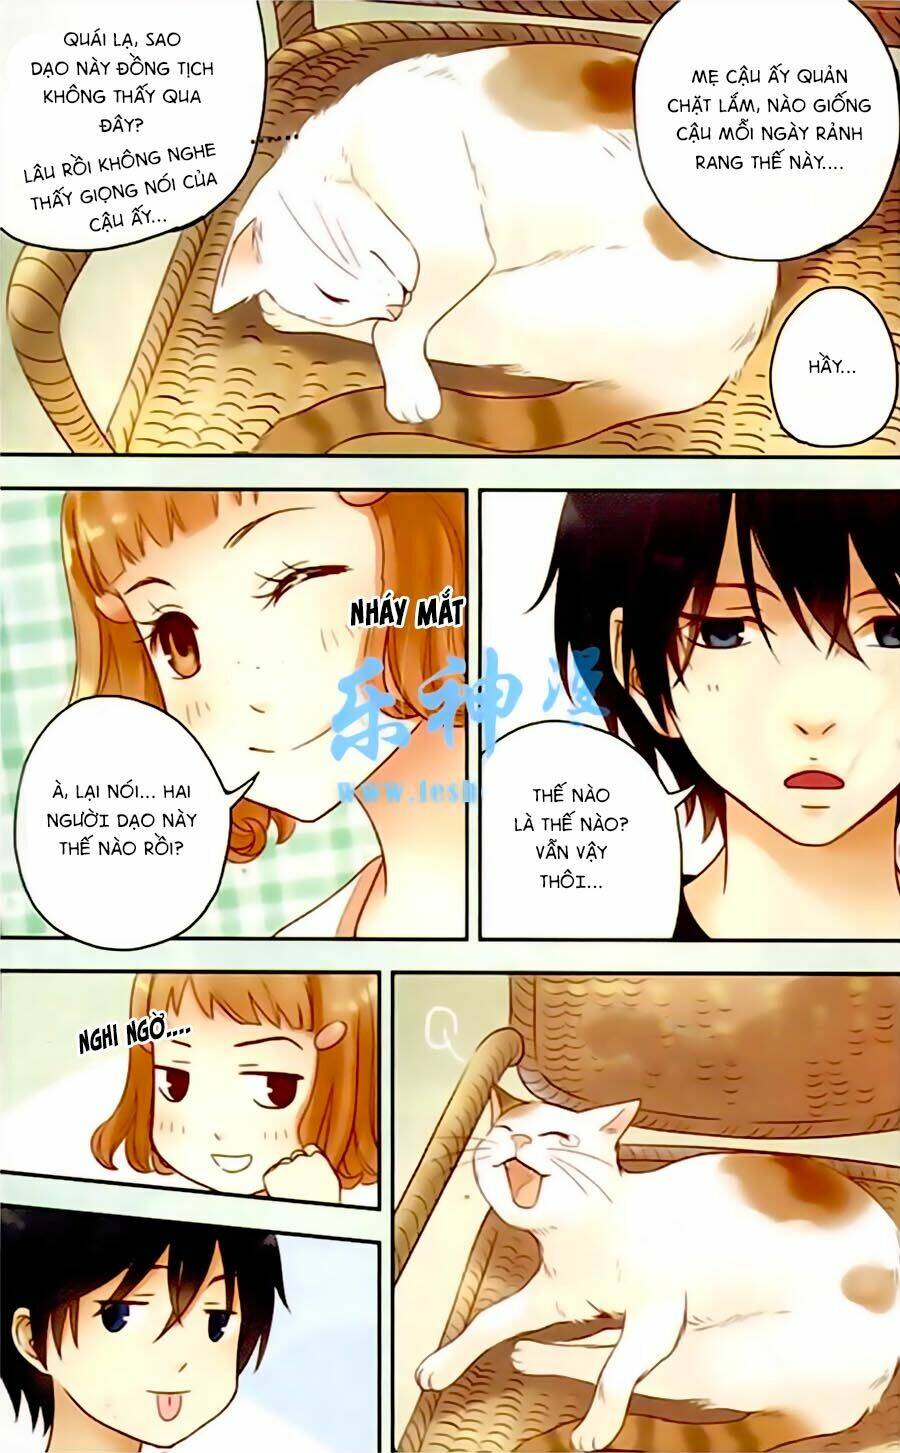 QUÁI LẠ, SAO
DẠO NÀY ĐỒNG TỊCH
KHÔNG THẤY QUA
ĐÂY?
LÂU RỒI KHÔNG NGHE
THẤY GIỌNG NÓI CỦA
CẬU ẤY...
MẸ CẬU ẤY QUẢN
CHẶT LẮM, NÀO GIỐNG
CẬU MỖI NGÀY RẢNH
RANG THẾ NÀY....
HẦY...
NHÁY MẮT
À, LẠI NÓI... HAI
NGƯỜI DẠO NÀY
THẾ NÀO RỒI?
乐神漫
www.lesh
THẾ NÀO
LÀ THẾ NÀO?
VẪN VẬY
THÔI...
NGHI NGỜ....